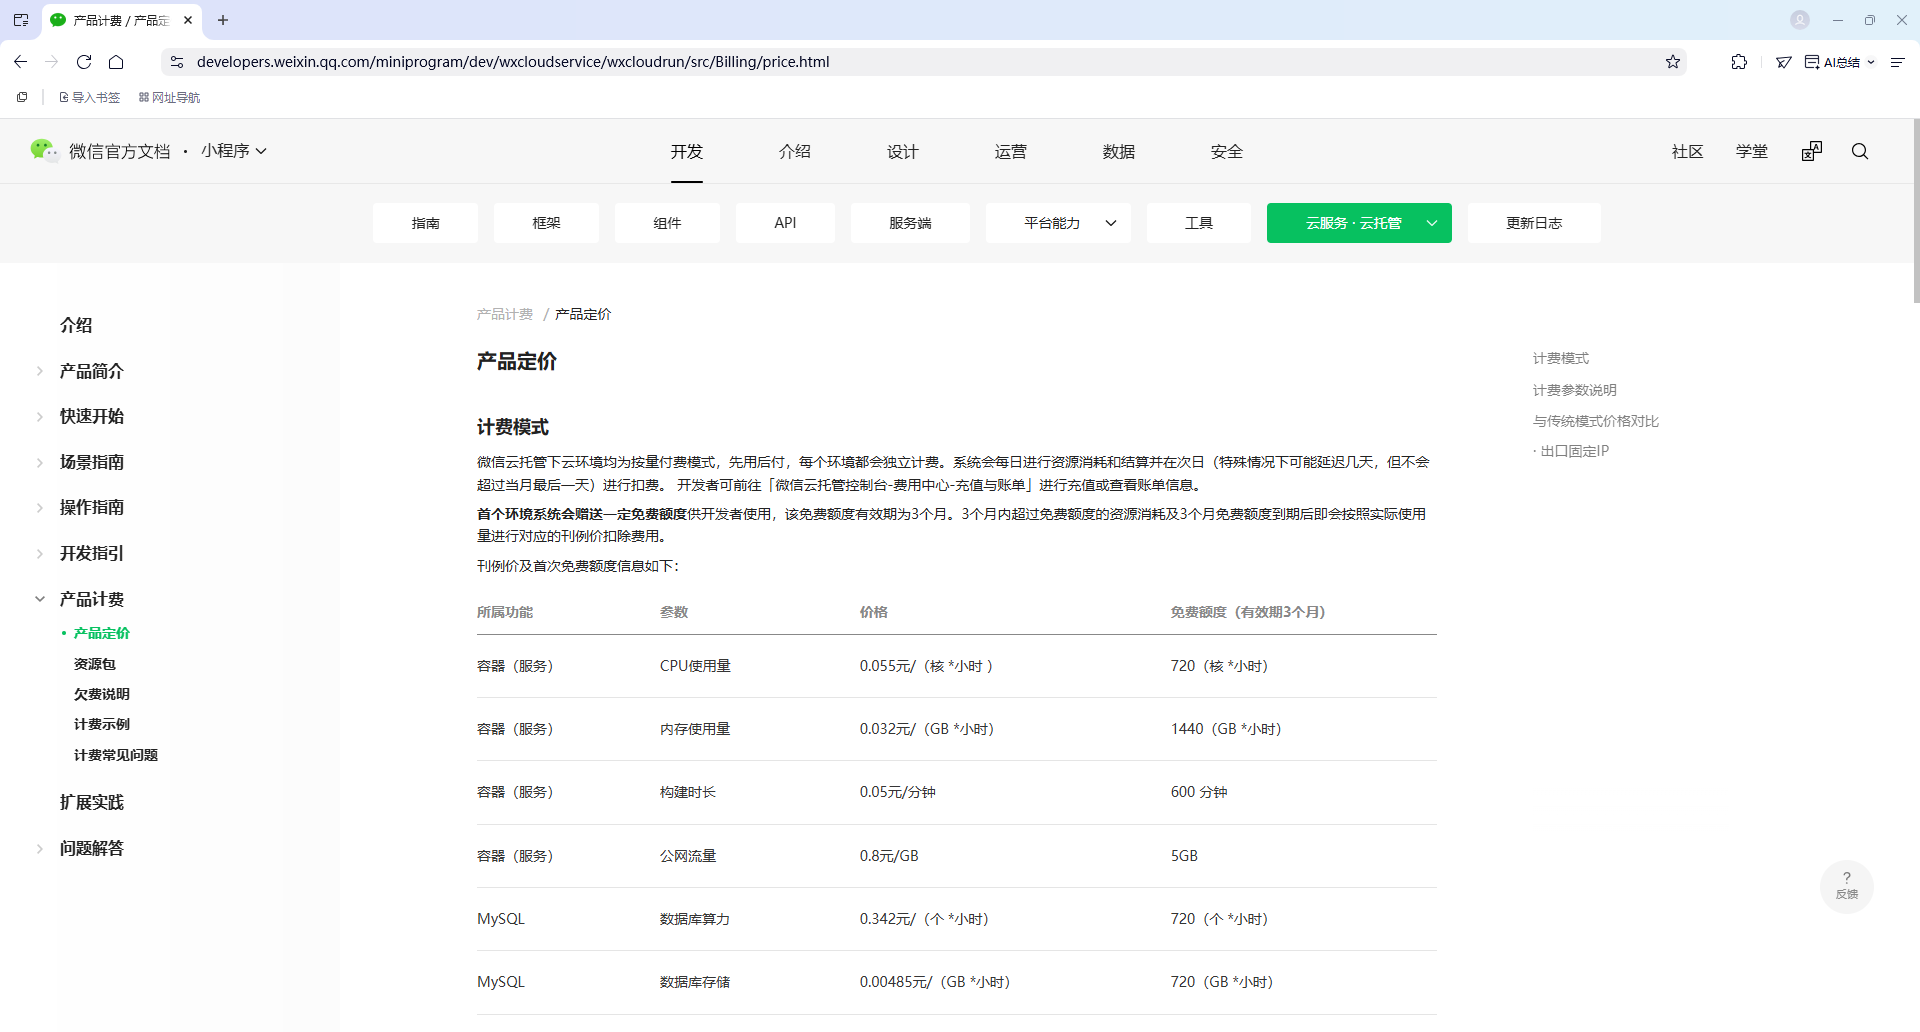 产品计费 / 产品定
developers.weixin.qq.com/miniprogram/dev/wxcloudservice/wxcloudrun/src/Billing/price.html
AI总结
导入书签 网址导航
微信官方文档 · 小程序
开发 介绍 设计 运营 数据 安全
社区 学堂
指南 框架 组件 API 服务端 平台能力 工具 云服务 · 云托管 更新日志
介绍
产品简介
快速开始
场景指南
操作指南
开发指引
产品计费
• 产品定价
资源包
欠费说明
计费示例
计费常见问题
扩展实践
问题解答
产品计费 / 产品定价
产品定价
计费模式
微信云托管下云环境均为按量付费模式，先用后付，每个环境都会独立计费。系统会每日进行资源消耗和结算并在次日（特殊情况下可能延迟几天，但不会
超过当月最后一天）进行扣费。 开发者可前往「微信云托管控制台-费用中心-充值与账单」进行充值或查看账单信息。
首个环境系统会赠送一定免费额度供开发者使用，该免费额度有效期为3个月。3个月内超过免费额度的资源消耗及3个月免费额度到期后即会按照实际使用
量进行对应的刊例价扣除费用。
刊例价及首次免费额度信息如下：
所属功能 参数 价格 免费额度（有效期3个月）
容器（服务） CPU使用量 0.055元/（核 *小时 ） 720（核 *小时）
容器（服务） 内存使用量 0.032元/（GB *小时） 1440（GB *小时）
容器（服务） 构建时长 0.05元/分钟 600 分钟
容器（服务） 公网流量 0.8元/GB 5GB
MySQL 数据库算力 0.342元/（个 *小时） 720（个 *小时）
MySQL 数据库存储 0.00485元/（GB *小时） 720（GB *小时）
计费模式
计费参数说明
与传统模式价格对比
· 出口固定IP
?
反馈